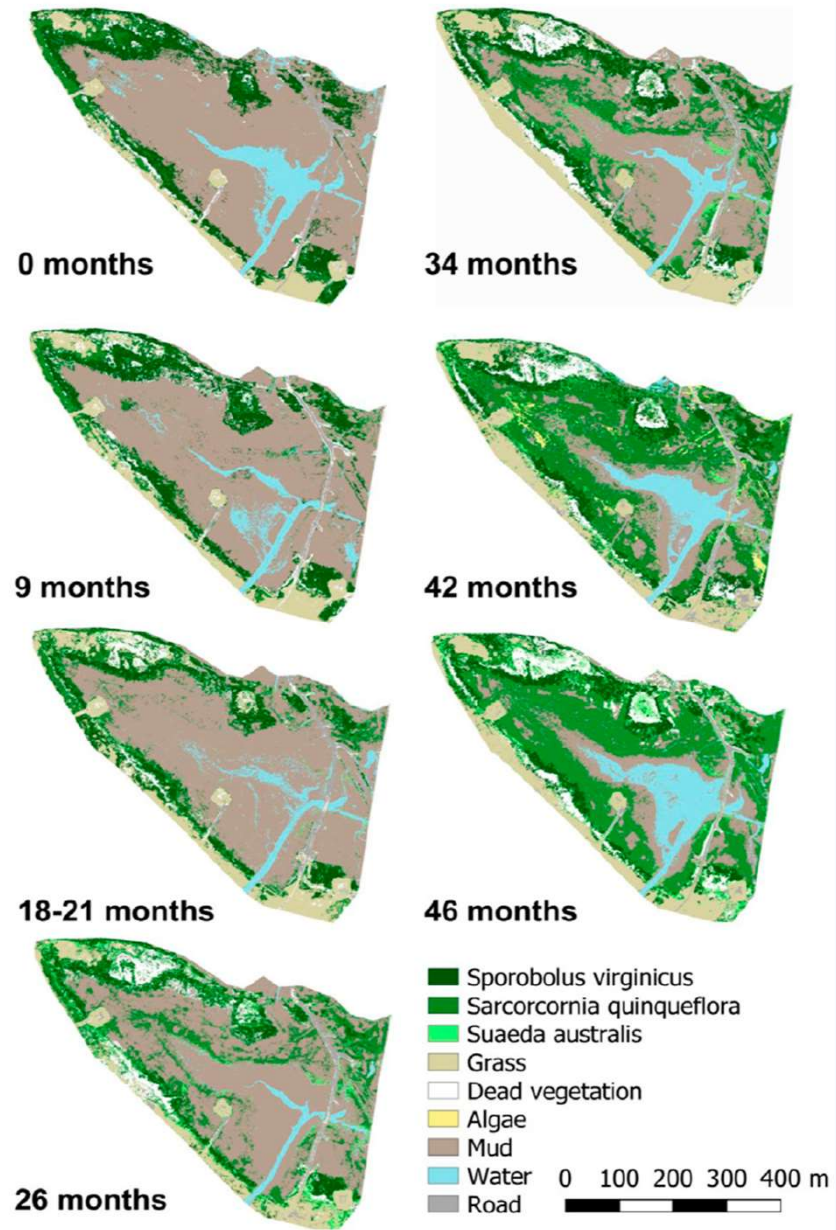 0 months
34 months
9 months
42 months
18-21 months
46 months
26 months
Sporobolus virginicus
Sarcorcornia quinqueflora
Suaeda australis
Grass
Dead vegetation
Algae
Mud
Water
Road
0 100 200 300 400 m